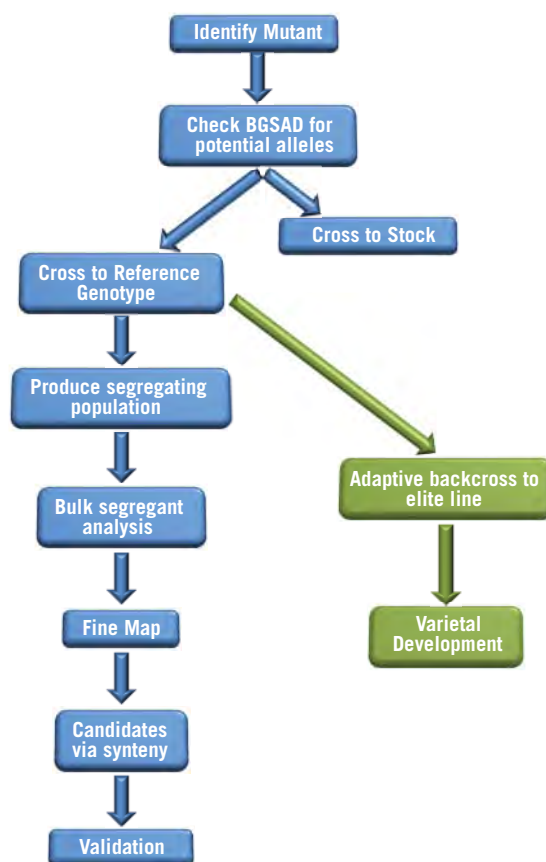 Identify Mutant
Check BGSAD for
potential alleles
Cross to Stock
Cross to Reference
Genotype
Produce segregating
population
Bulk segregant
analysis
Adaptive backcross to
elite line
Fine Map
Varietal
Development
Candidates
via synteny
Validation